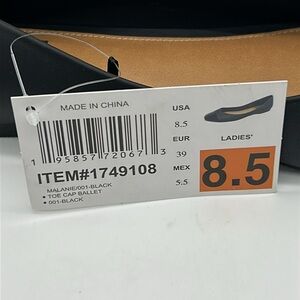 MADE IN CHINA
1 95857 72067 3
ITEM#1749108
MELANIE/001-BLACK
• TOE CAP BALLET
• 001-BLACK
USA
8.5
EUR
39
MEX
5.5
LADIES'
8.5